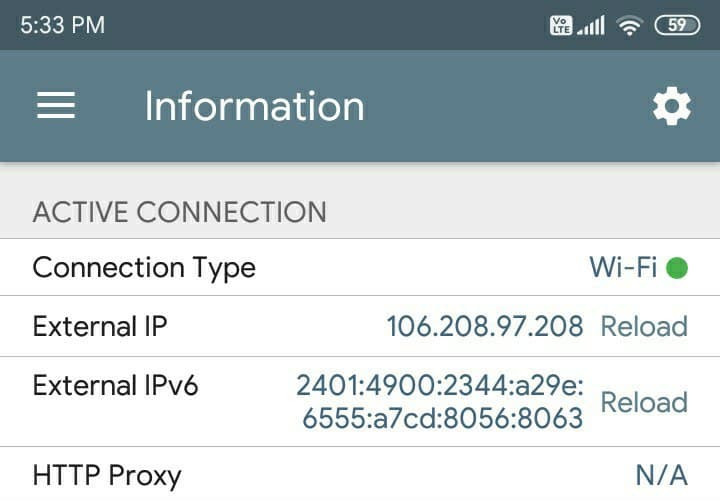 5:33 PM Vo LTE 59
Information
ACTIVE CONNECTION
Connection Type Wi-Fi
External IP 106.208.97.208 Reload
External IPv6 2401:4900:2344:a29e:
6555:a7cd:8056:8063 Reload
HTTP Proxy N/A